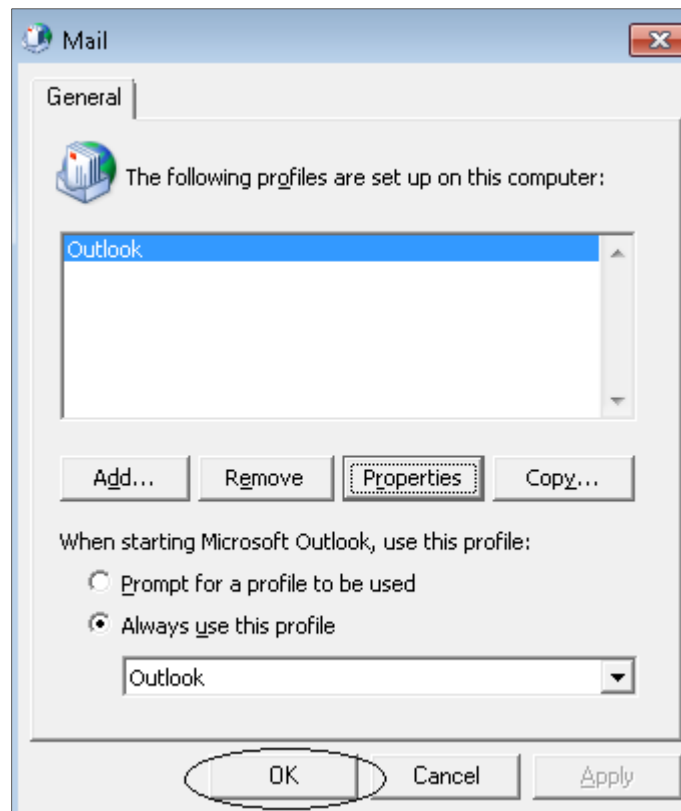 Mail
General
The following profiles are set up on this computer:
Outlook
Add... Remove Properties Copy...
When starting Microsoft Outlook, use this profile:
Prompt for a profile to be used
Always use this profile
Outlook
OK Cancel Apply